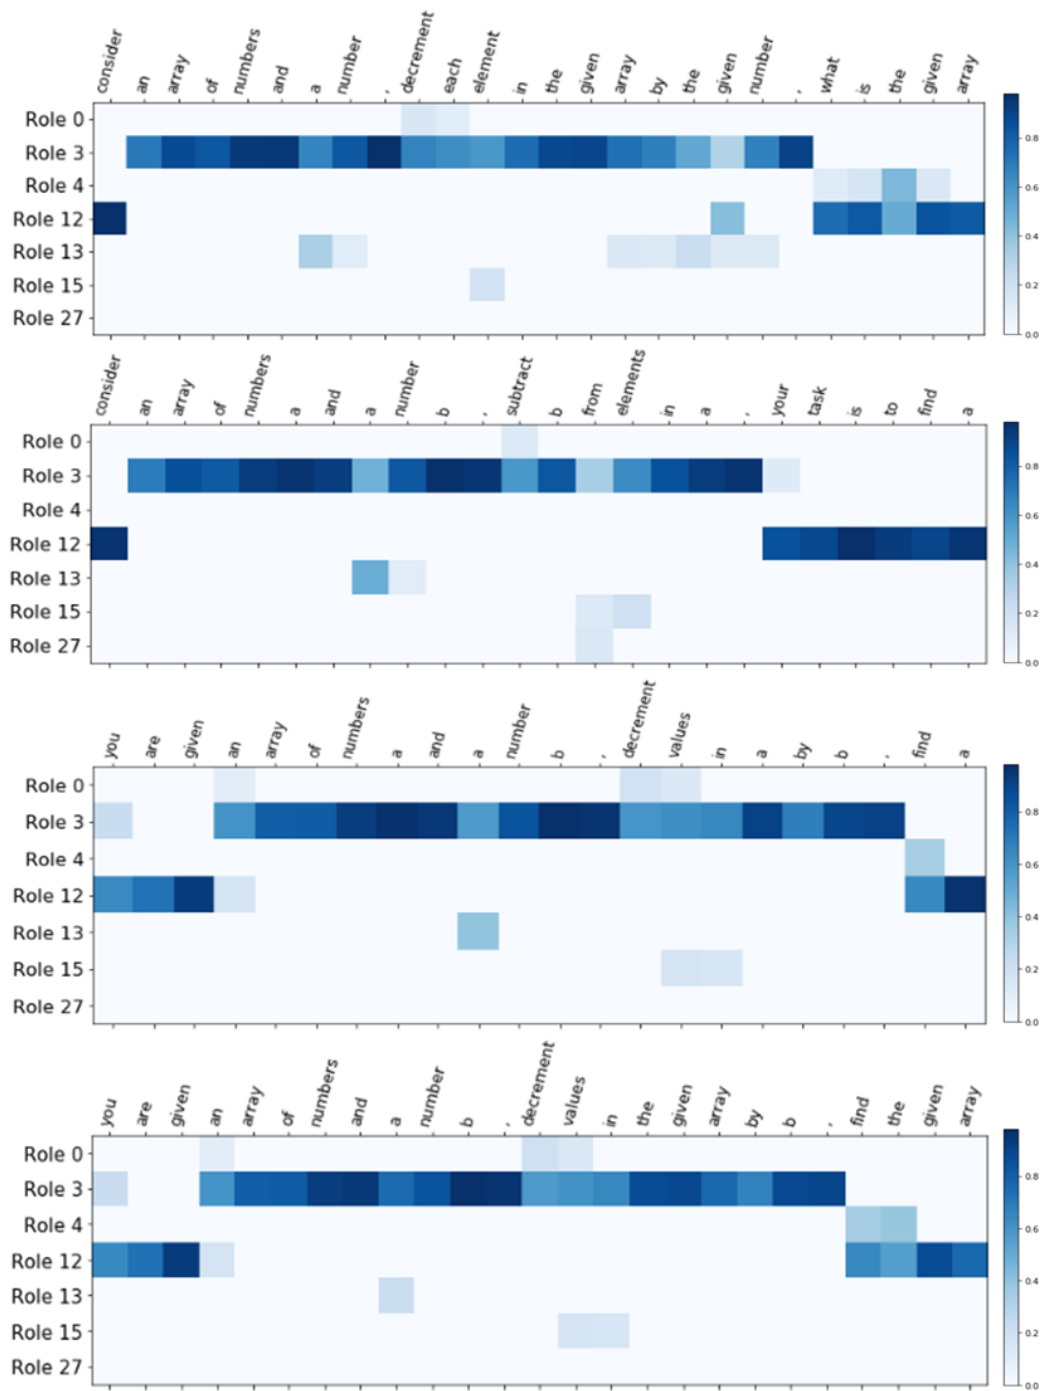 consider an array of numbers and a number , decrement each element in the given array by the given number , what is the given array
Role 0
Role 3
Role 4
Role 12
Role 13
Role 15
Role 27
0.8
0.6
0.4
0.2
0.0
consider an array of numbers a and a number b , subtract b from elements in a , your task is to find a
Role 0
Role 3
Role 4
Role 12
Role 13
Role 15
Role 27
0.8
0.6
0.4
0.2
0.0
you are given an array of numbers a and a number b , decrement values in a by b , find a
Role 0
Role 3
Role 4
Role 12
Role 13
Role 15
Role 27
0.8
0.6
0.4
0.2
0.0
you are given an array of numbers and a number b , decrement values in the given array by b , find the given array
Role 0
Role 3
Role 4
Role 12
Role 13
Role 15
Role 27
0.8
0.6
0.4
0.2
0.0